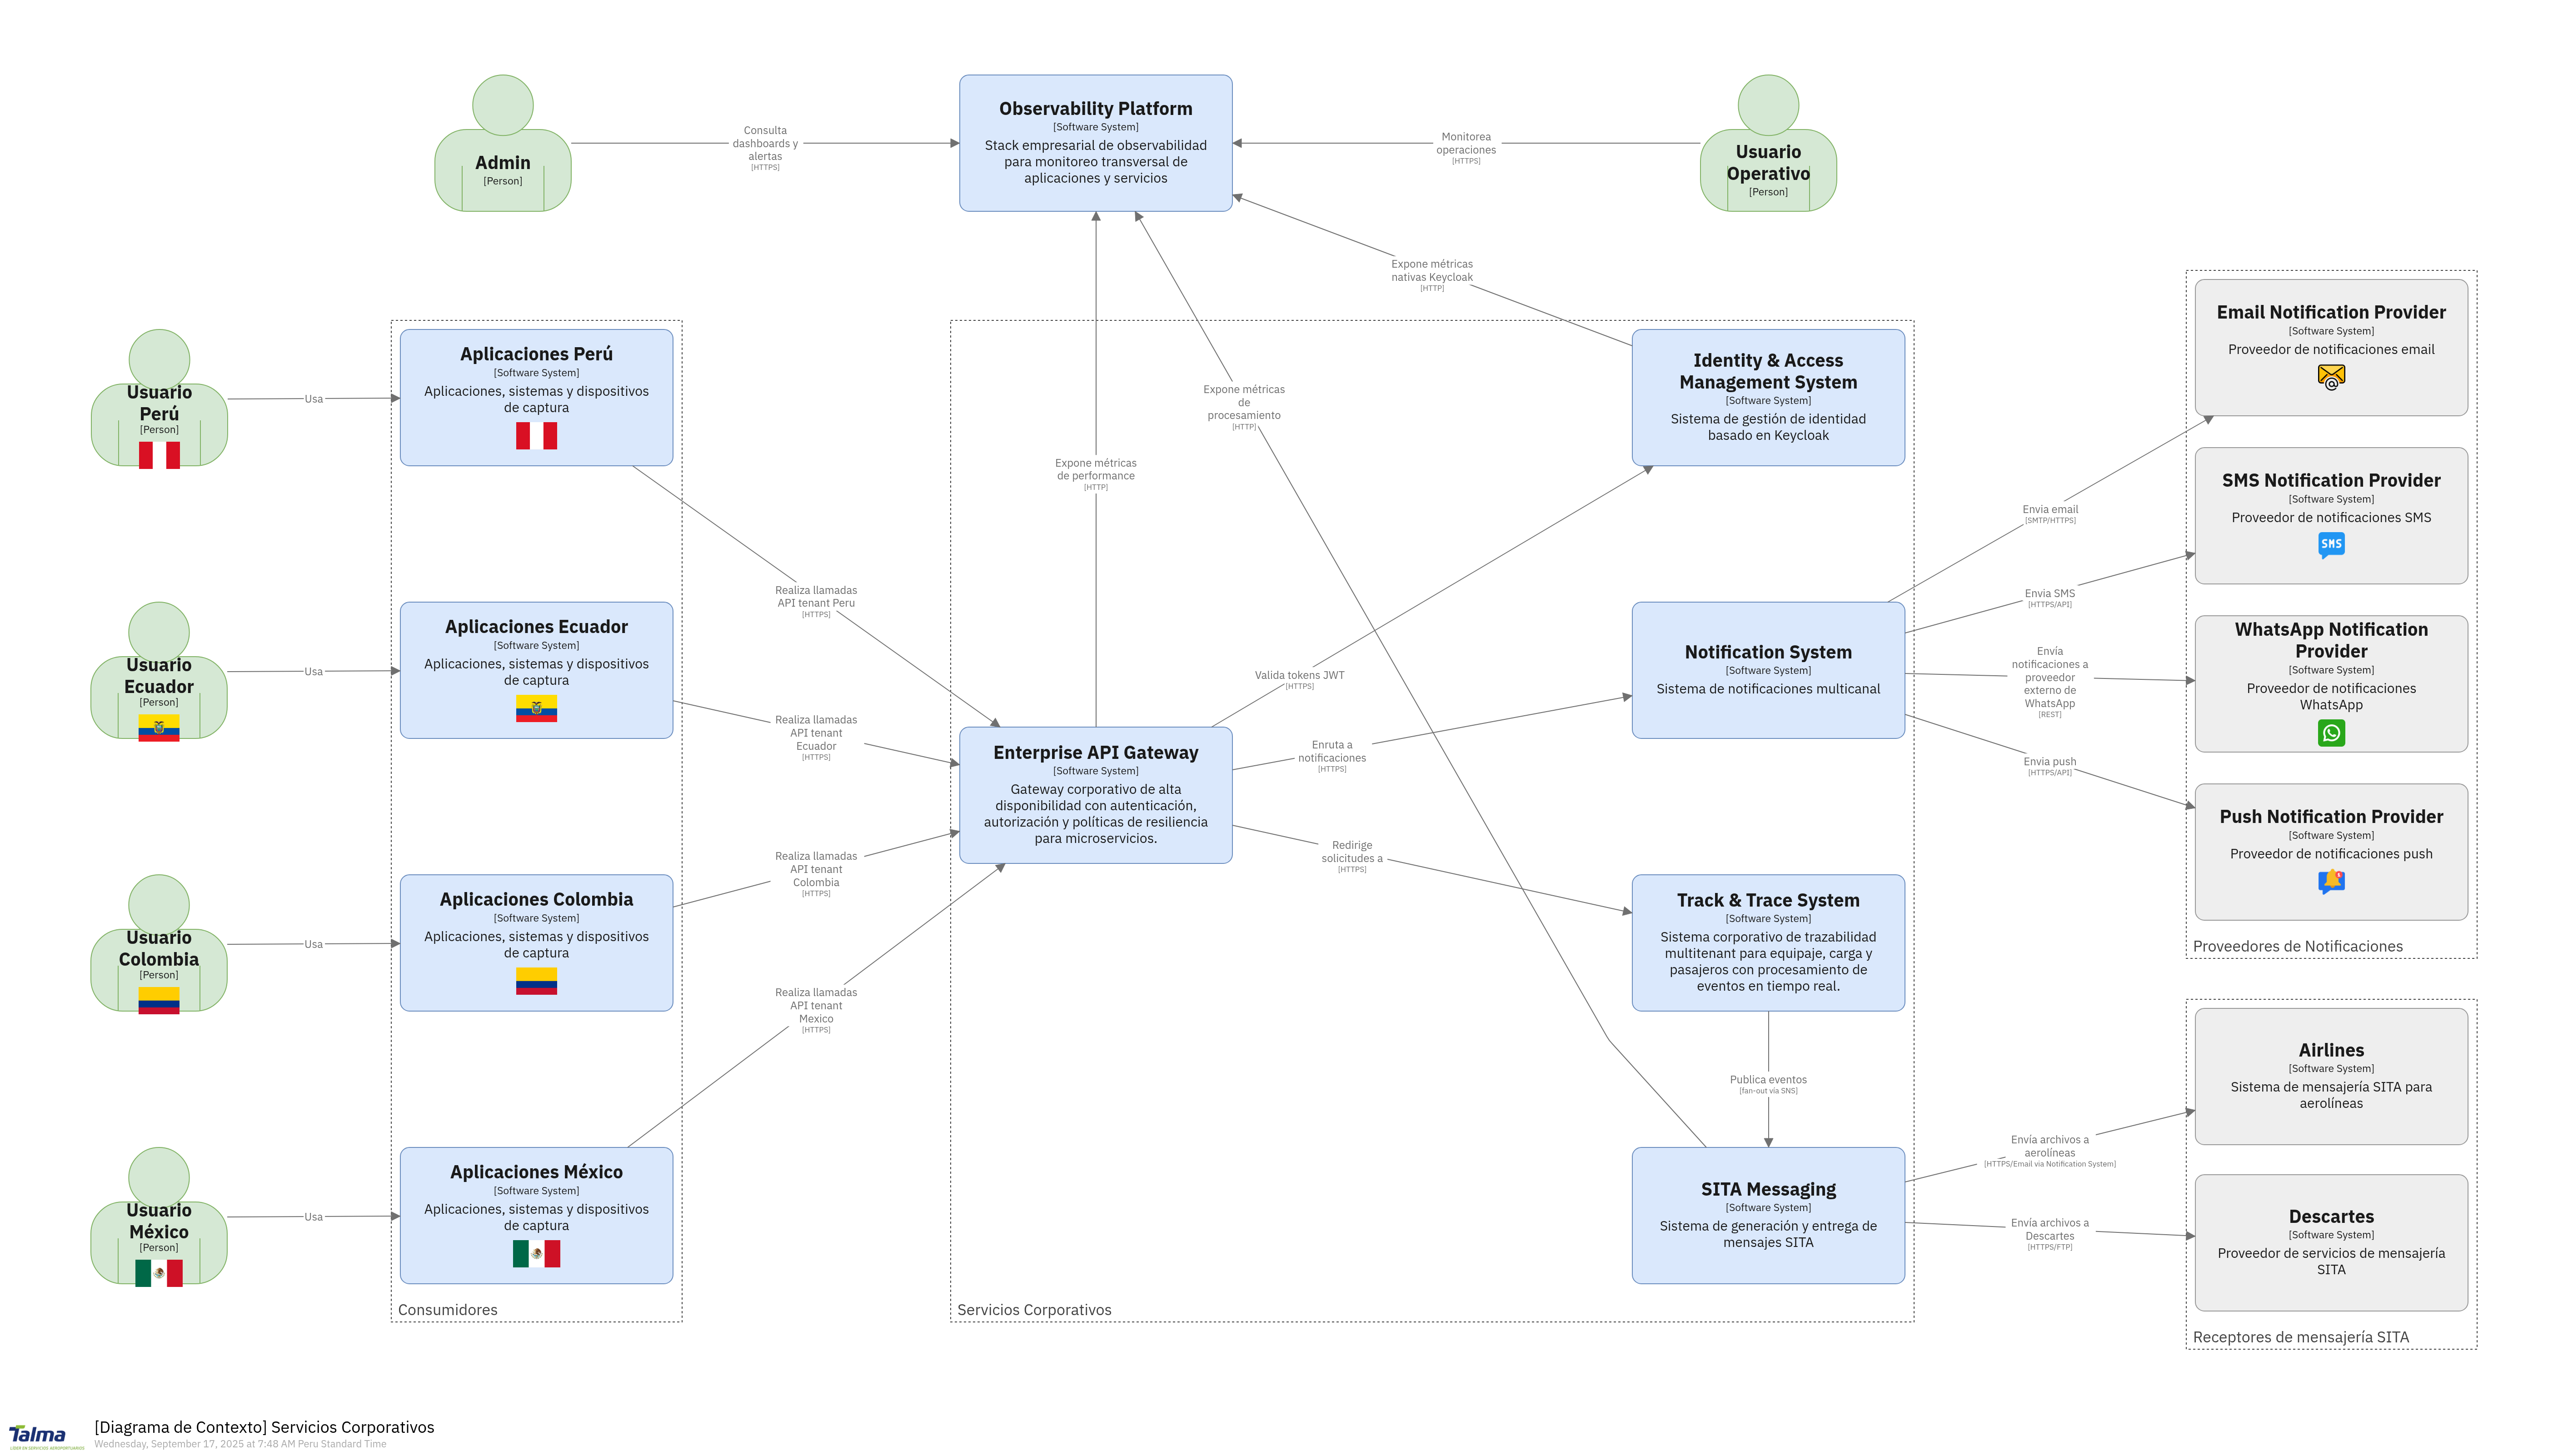 Admin
[Person]
Consulta
dashboards y
alertas
[HTTPS]
Observability Platform
[Software System]
Stack empresarial de observabilidad
para monitoreo transversal de
aplicaciones y servicios
Monitorea
operaciones
[HTTPS]
Usuario
Operativo
[Person]
Expone métricas
nativas Keycloak
[HTTP]
Usuario
Perú
[Person]
Usa
Aplicaciones Perú
[Software System]
Aplicaciones, sistemas y dispositivos
de captura
Expone métricas
de
procesamiento
[HTTP]
Expone métricas
de performance
[HTTP]
Identity & Access
Management System
[Software System]
Sistema de gestión de identidad
basado en Keycloak
Email Notification Provider
[Software System]
Proveedor de notificaciones email
Envia email
[SMTP/HTTPS]
SMS Notification Provider
[Software System]
Proveedor de notificaciones SMS
SMS
Realiza llamadas
API tenant Peru
[HTTPS]
Usuario
Ecuador
[Person]
Usa
Aplicaciones Ecuador
[Software System]
Aplicaciones, sistemas y dispositivos
de captura
Realiza llamadas
API tenant
Ecuador
[HTTPS]
Valida tokens JWT
[HTTPS]
Notification System
[Software System]
Sistema de notificaciones multicanal
Envía SMS
[HTTPS/API]
Envía
notificaciones a
proveedor
externo de
WhatsApp
[REST]
WhatsApp Notification
Provider
[Software System]
Proveedor de notificaciones
WhatsApp
Envia push
[HTTPS/API]
Push Notification Provider
[Software System]
Proveedor de notificaciones push
Proveedores de Notificaciones
Enterprise API Gateway
[Software System]
Gateway corporativo de alta
disponibilidad con autenticación,
autorización y políticas de resiliencia
para microservicios.
Enruta a
notificaciones
[HTTPS]
Redirige
solicitudes a
[HTTPS]
Usuario
Colombia
[Person]
Usa
Aplicaciones Colombia
[Software System]
Aplicaciones, sistemas y dispositivos
de captura
Realiza llamadas
API tenant
Colombia
[HTTPS]
Track & Trace System
[Software System]
Sistema corporativo de trazabilidad
multitenant para equipaje, carga y
pasajeros con procesamiento de
eventos en tiempo real.
Realiza llamadas
API tenant
Mexico
[HTTPS]
Publica eventos
[fan-out vía SNS]
Airlines
[Software System]
Sistema de mensajería SITA para
aerolíneas
Usuario
México
[Person]
Usa
Aplicaciones México
[Software System]
Aplicaciones, sistemas y dispositivos
de captura
SITA Messaging
[Software System]
Sistema de generación y entrega de
mensajes SITA
Envía archivos a
aerolíneas
[HTTPS/Email via Notification System]
Envía archivos a
Descartes
[HTTPS/FTP]
Descartes
[Software System]
Proveedor de servicios de mensajería
SITA
Consumidores
Servicios Corporativos
Receptores de mensajería SITA
Talma
LÍDER EN SERVICIOS AEROPORTUARIOS
[Diagrama de Contexto] Servicios Corporativos
Wednesday, September 17, 2025 at 7:48 AM Peru Standard Time